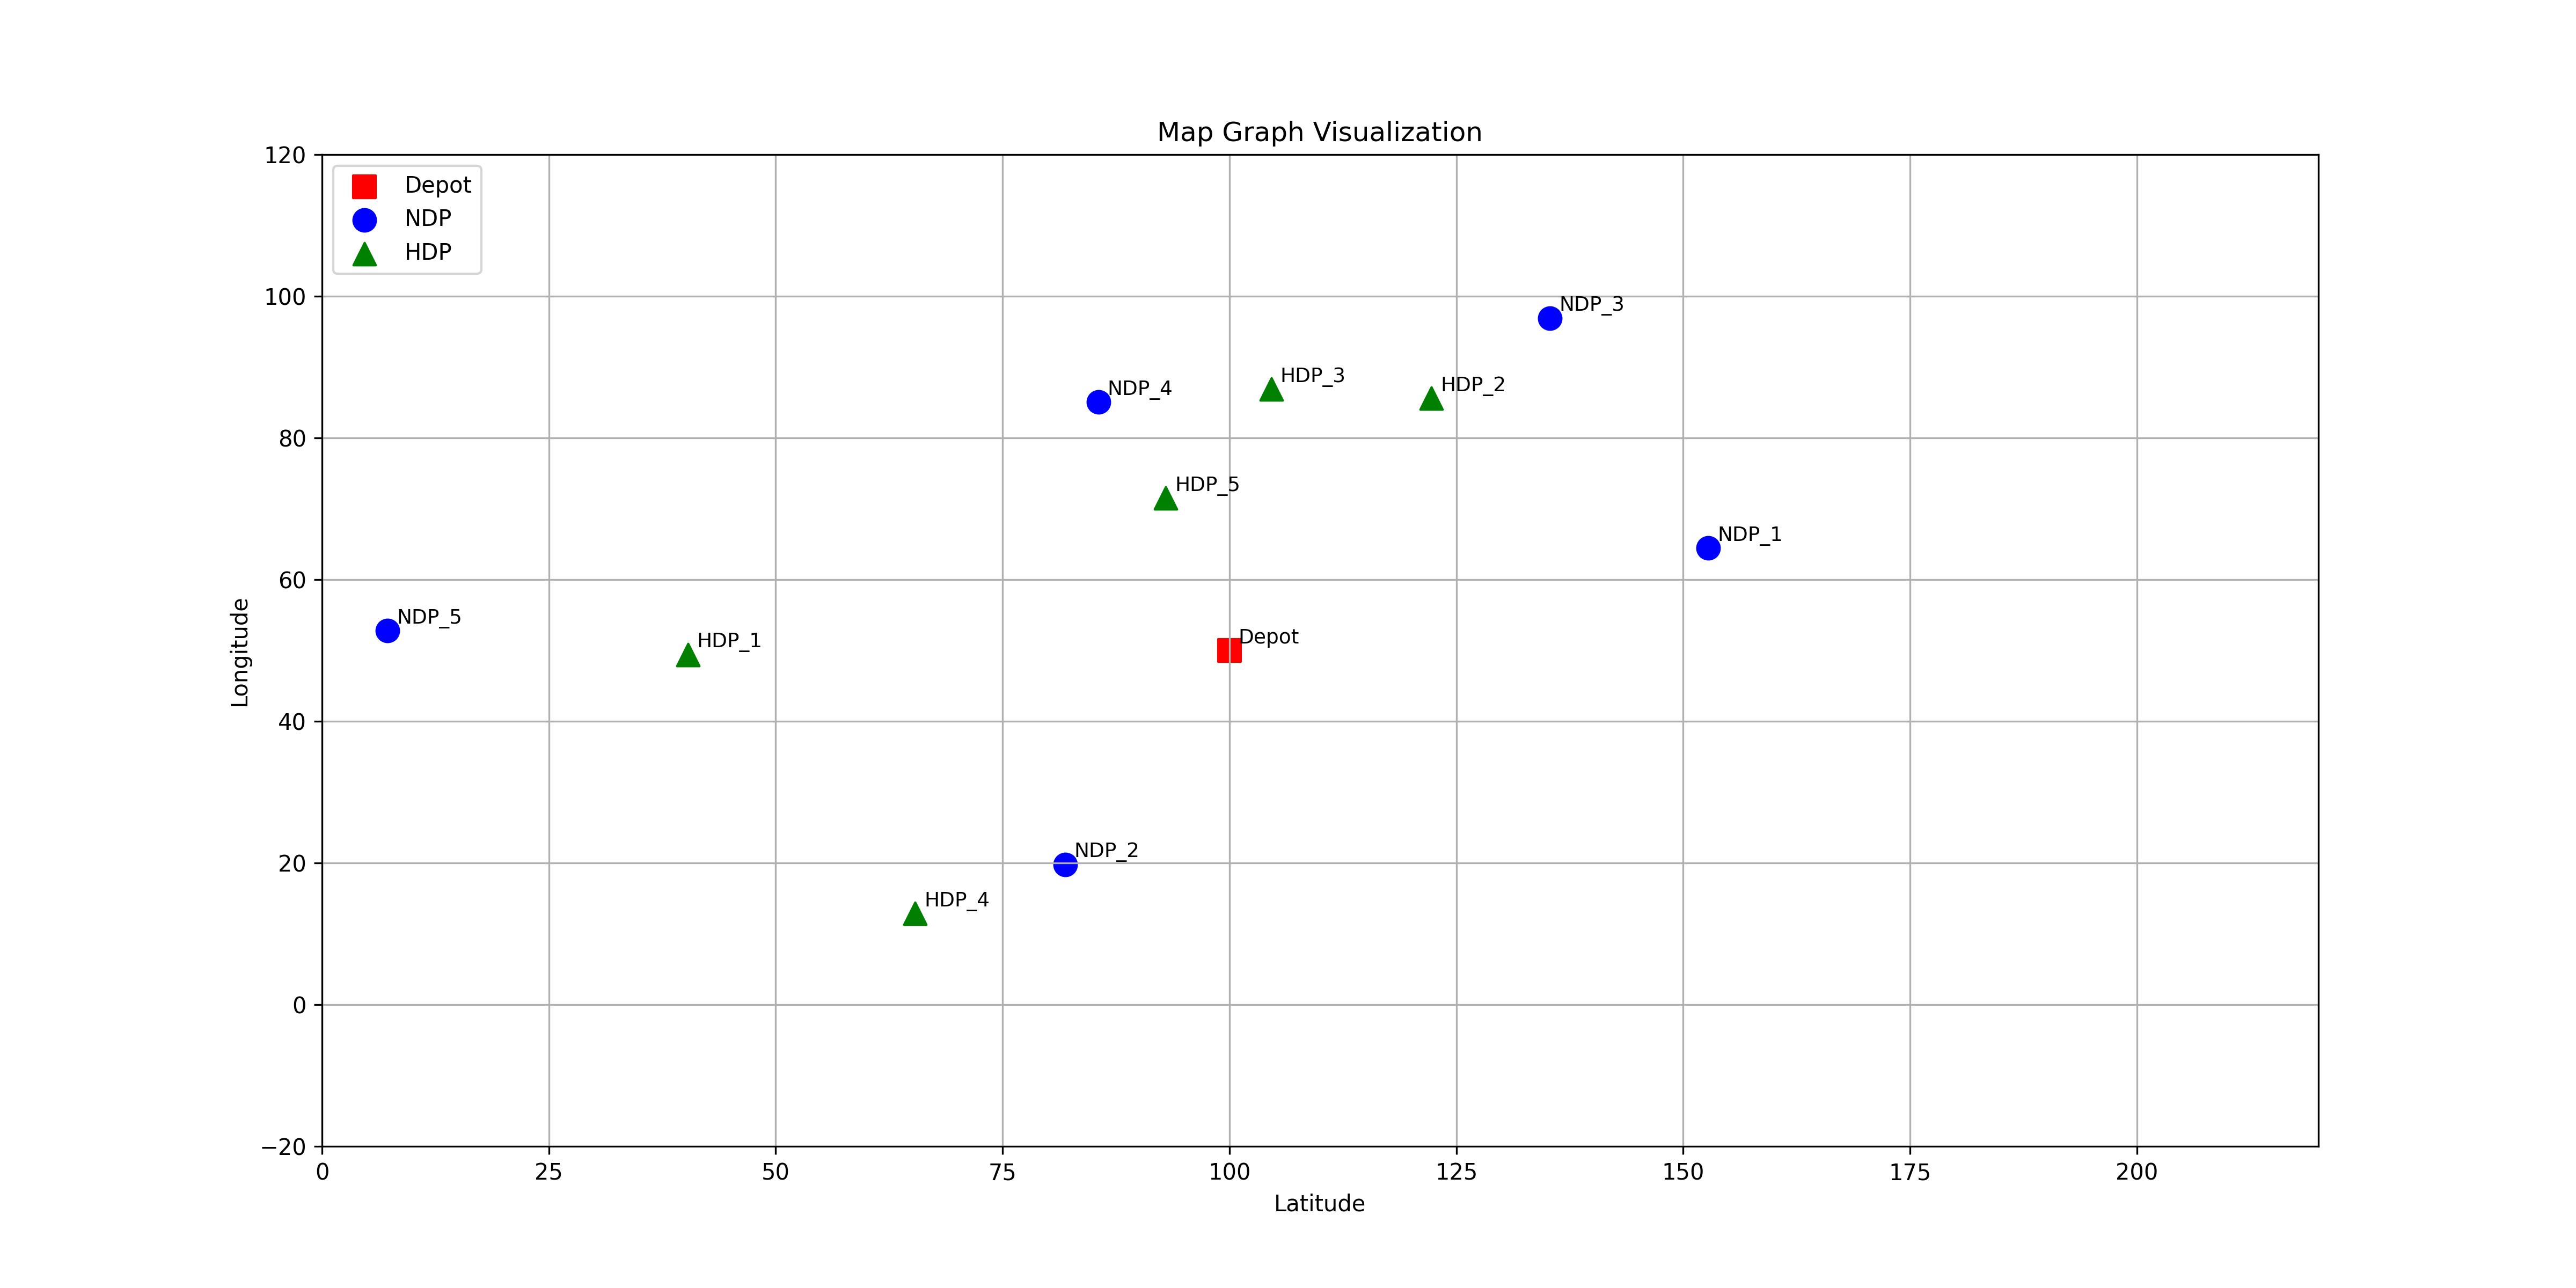 Map Graph Visualization
120
100
80
60
40
20
0
−20
Longitude
Depot
NDP
HDP
NDP_3
HDP_3
HDP_2
NDP_4
HDP_5
NDP_1
NDP_5
HDP_1
Depot
NDP_2
HDP_4
0 25 50 75 100 125 150 175 200
Latitude